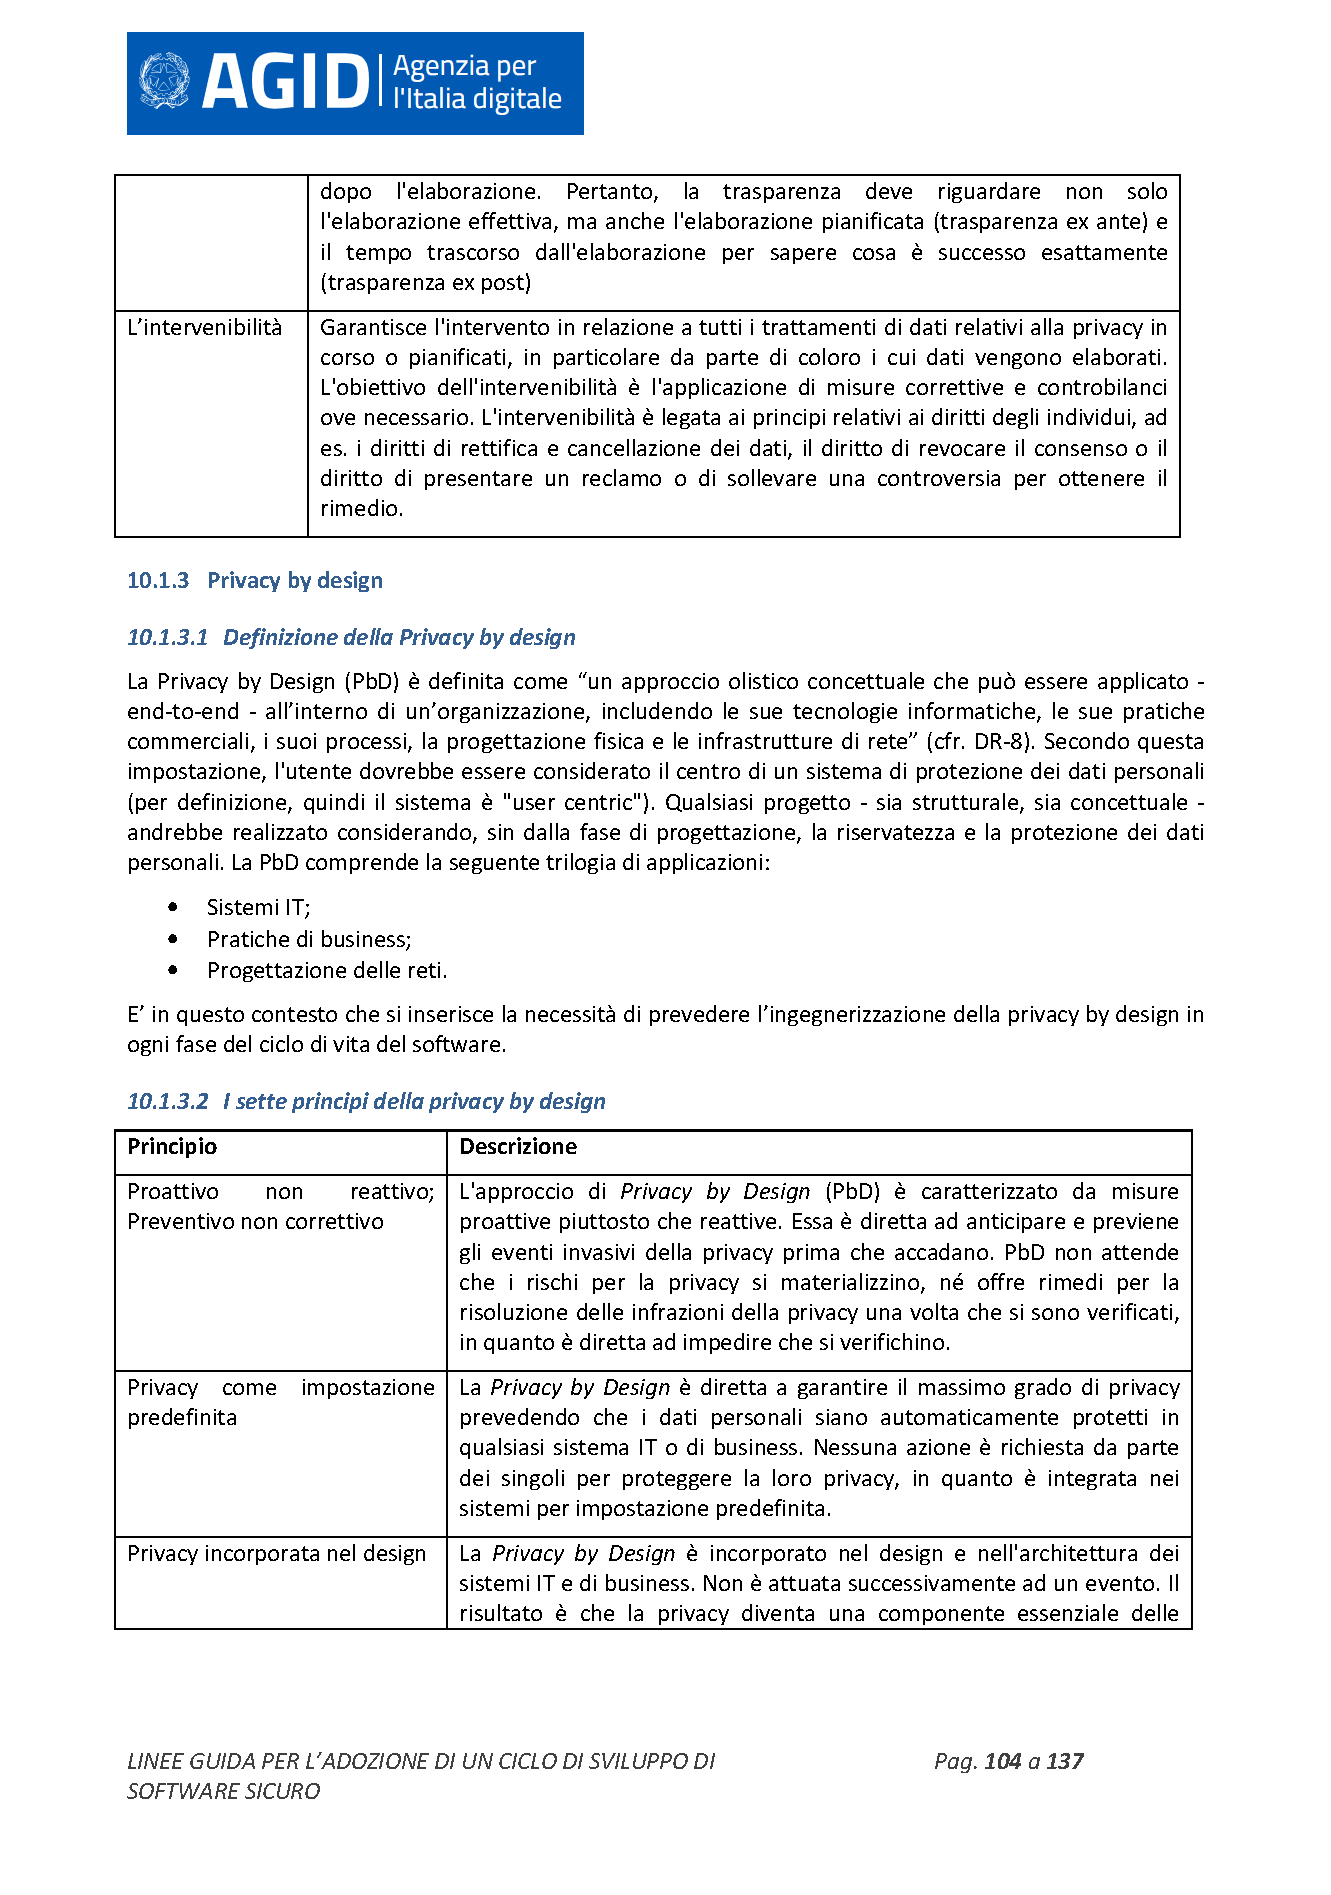 AGID
Agenzia per
l'Italia digitale
dopo l'elaborazione. Pertanto, la trasparenza deve riguardare non solo
l'elaborazione effettiva, ma anche l'elaborazione pianificata (trasparenza ex ante) e
il tempo trascorso dall'elaborazione per sapere cosa è successo esattamente
(trasparenza ex post)
L’intervenibilità
Garantisce l'intervento in relazione a tutti i trattamenti di dati relativi alla privacy in
corso o pianificati, in particolare da parte di coloro i cui dati vengono elaborati.
L'obiettivo dell'intervenibilità è l'applicazione di misure correttive e controbilanci
ove necessario. L'intervenibilità è legata ai principi relativi ai diritti degli individui, ad
es. i diritti di rettifica e cancellazione dei dati, il diritto di revocare il consenso o il
diritto di presentare un reclamo o di sollevare una controversia per ottenere il
rimedio.
10.1.3 Privacy by design
10.1.3.1 Definizione della Privacy by design
La Privacy by Design (PbD) è definita come “un approccio olistico concettuale che può essere applicato -
end-to-end - all’interno di un’organizzazione, includendo le sue tecnologie informatiche, le sue pratiche
commerciali, i suoi processi, la progettazione fisica e le infrastrutture di rete” (cfr. DR-8). Secondo questa
impostazione, l'utente dovrebbe essere considerato il centro di un sistema di protezione dei dati personali
(per definizione, quindi il sistema è "user centric"). Qualsiasi progetto - sia strutturale, sia concettuale -
andrebbe realizzato considerando, sin dalla fase di progettazione, la riservatezza e la protezione dei dati
personali. La PbD comprende la seguente trilogia di applicazioni:
• Sistemi IT;
• Pratiche di business;
• Progettazione delle reti.
E’ in questo contesto che si inserisce la necessità di prevedere l’ingegnerizzazione della privacy by design in
ogni fase del ciclo di vita del software.
10.1.3.2 I sette principi della privacy by design
Principio
Descrizione
Proattivo non reattivo;
Preventivo non correttivo
L'approccio di Privacy by Design (PbD) è caratterizzato da misure
proattive piuttosto che reattive. Essa è diretta ad anticipare e previene
gli eventi invasivi della privacy prima che accadano. PbD non attende
che i rischi per la privacy si materializzino, né offre rimedi per la
risoluzione delle infrazioni della privacy una volta che si sono verificati,
in quanto è diretta ad impedire che si verifichino.
Privacy come impostazione
predefinita
La Privacy by Design è diretta a garantire il massimo grado di privacy
prevedendo che i dati personali siano automaticamente protetti in
qualsiasi sistema IT o di business. Nessuna azione è richiesta da parte
dei singoli per proteggere la loro privacy, in quanto è integrata nei
sistemi per impostazione predefinita.
Privacy incorporata nel design
La Privacy by Design è incorporato nel design e nell'architettura dei
sistemi IT e di business. Non è attuata successivamente ad un evento. Il
risultato è che la privacy diventa una componente essenziale delle
LINEE GUIDA PER L’ADOZIONE DI UN CICLO DI SVILUPPO DI
SOFTWARE SICURO
Pag. 104 a 137